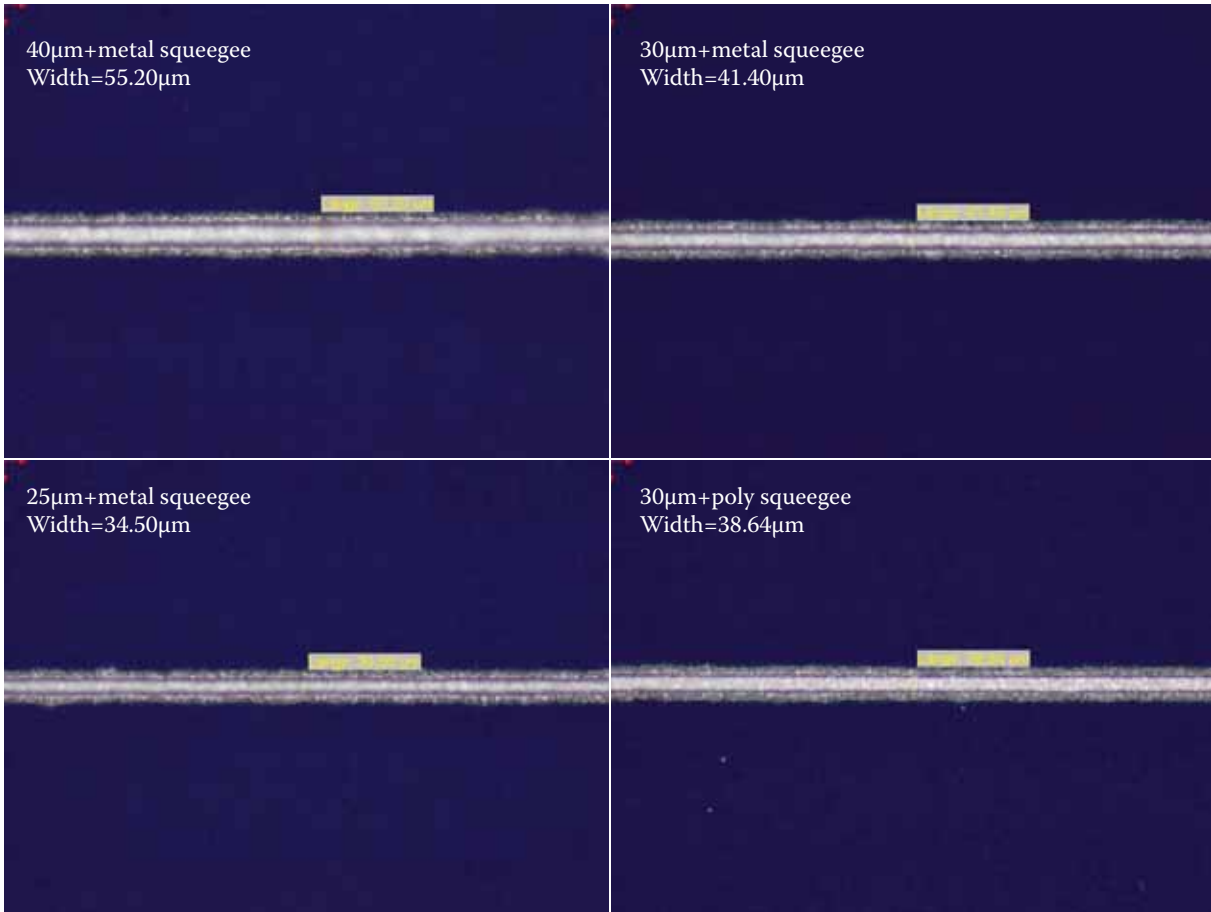 40µm+metal squeegee
Width=55.20µm
30µm+metal squeegee
Width=41.40µm
25µm+metal squeegee
Width=34.50µm
30µm+poly squeegee
Width=38.64µm